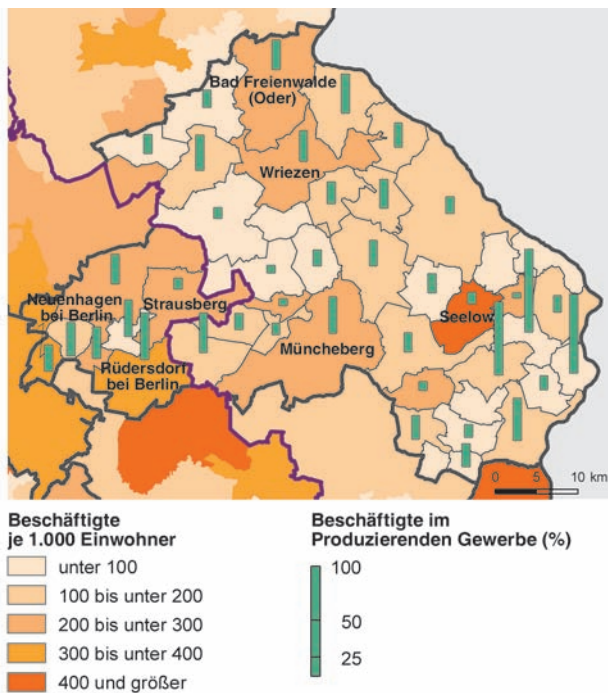 Bad Freienwalde
(Oder)
Wriezen
Neuenhagen
bei Berlin
Strausberg
Seelow
Müncheberg
Rüdersdorf
bei Berlin
0 5 10 km
Beschäftigte
je 1.000 Einwohner
unter 100
100 bis unter 200
200 bis unter 300
300 bis unter 400
400 und größer
Beschäftigte im
Produzierenden Gewerbe (%)
100
50
25